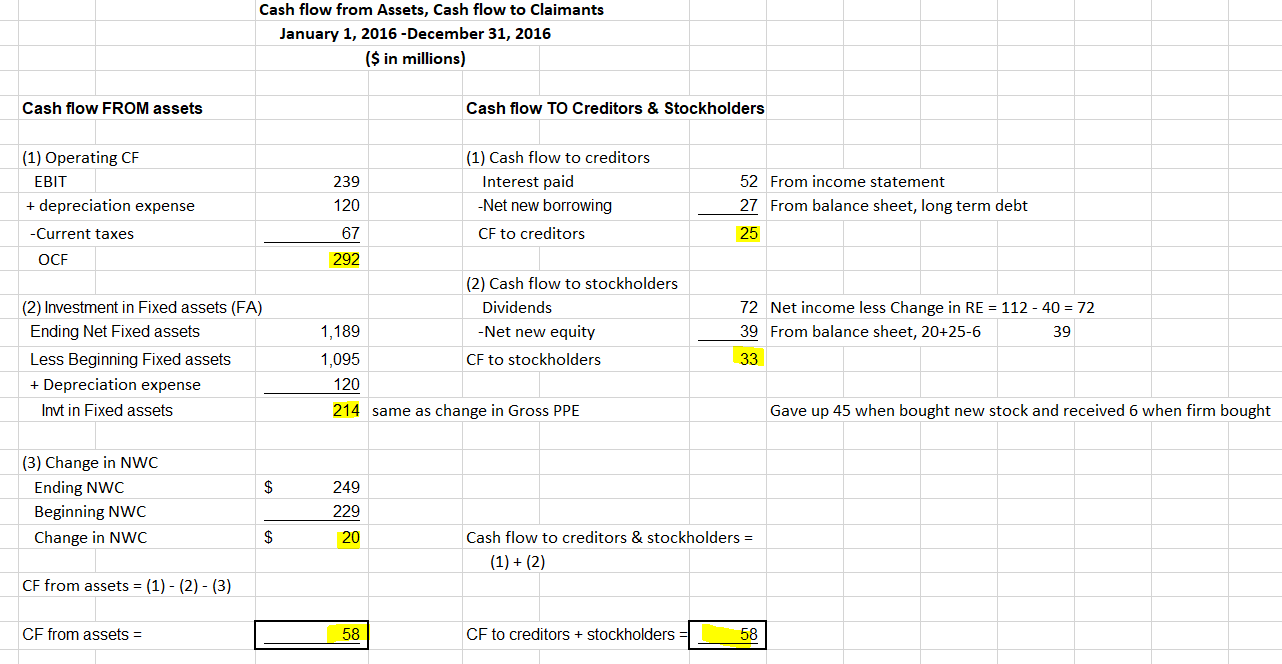 Cash flow from Assets, Cash flow to Claimants
January 1, 2016 -December 31, 2016
($ in millions)
Cash flow FROM assets
Cash flow TO Creditors & Stockholders
(1) Operating CF
(1) Cash flow to creditors
EBIT 239
Interest paid 52 From income statement
+ depreciation expense 120
-Net new borrowing 27 From balance sheet, long term debt
-Current taxes 67
CF to creditors 25
OCF 292
(2) Cash flow to stockholders
(2) Investment in Fixed assets (FA)
Dividends 72 Net income less Change in RE = 112 - 40 = 72
Ending Net Fixed assets 1,189
-Net new equity 39 From balance sheet, 20+25-6 39
Less Beginning Fixed assets 1,095
CF to stockholders 33
+ Depreciation expense 120
Invt in Fixed assets 214 same as change in Gross PPE
Gave up 45 when bought new stock and received 6 when firm bought
(3) Change in NWC
Ending NWC $ 249
Beginning NWC 229
Change in NWC $ 20
Cash flow to creditors & stockholders =
(1) + (2)
CF from assets = (1) - (2) - (3)
CF from assets = 58
CF to creditors + stockholders = 58